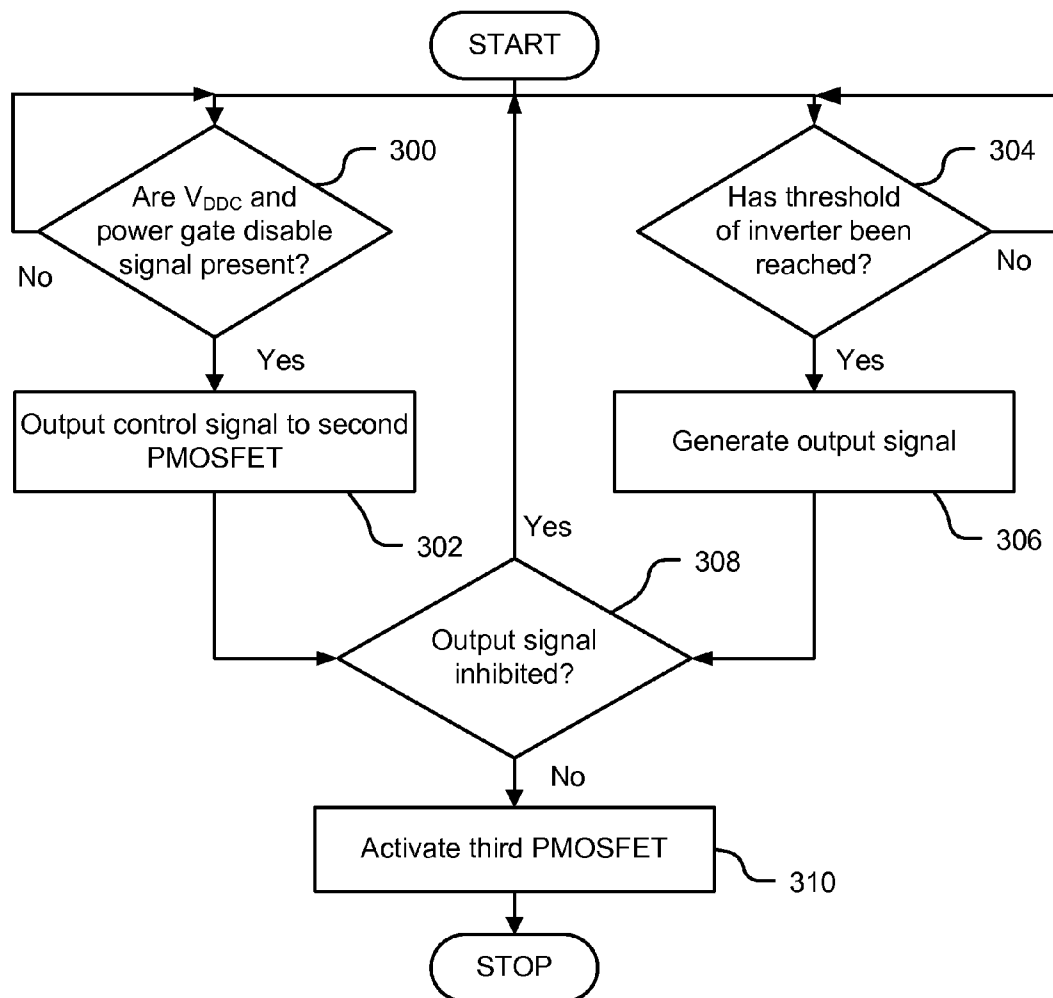 START
300
Are VDDC and
power gate disable
signal present?
No
Yes
304
Has threshold
of inverter been
reached?
No
Yes
Output control signal to second
PMOSFET
302
Generate output signal
306
Yes
308
Output signal
inhibited?
No
Activate third PMOSFET
310
STOP